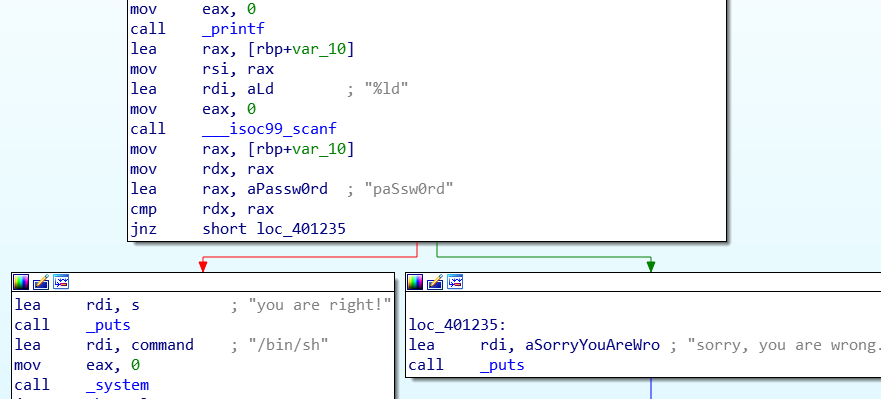 mov     eax, 0
call    _printf
lea     rax, [rbp+var_10]
mov     rsi, rax
lea     rdi, aLd        ; "%ld"
mov     eax, 0
call    ___isoc99_scanf
mov     rax, [rbp+var_10]
mov     rdx, rax
lea     rax, aPassw0rd  ; "paSsw0rd"
cmp     rdx, rax
jnz     short loc_401235
lea     rdi, s          ; "you are right!"
call    _puts
lea     rdi, command    ; "/bin/sh"
mov     eax, 0
call    _system
loc_401235:
lea     rdi, aSorryYouAreWro ; "sorry, you are wrong.
call    _puts